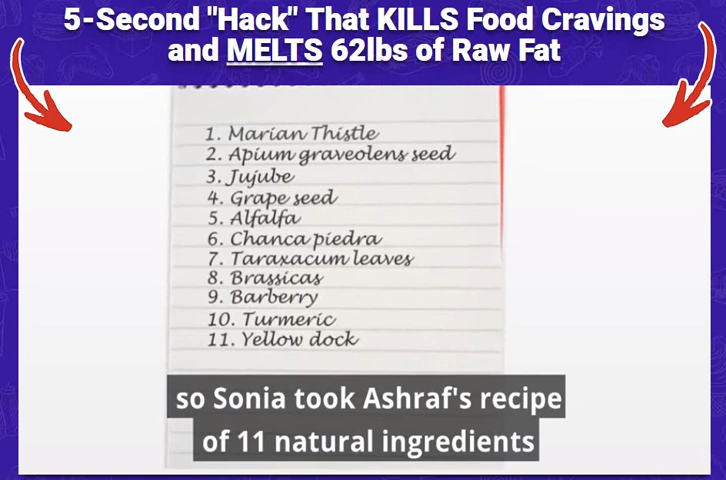 5-Second "Hack" That KILLS Food Cravings
and MELTS 62lbs of Raw Fat
1. Marian Thistle
2. Apium graveolens seed
3. Jujube
4. Grape seed
5. Alfalfa
6. Chanca piedra
7. Taraxacum leaves
8. Brassicas
9. Barberry
10. Turmeric
11. Yellow dock
so Sonia took Ashraf's recipe
of 11 natural ingredients